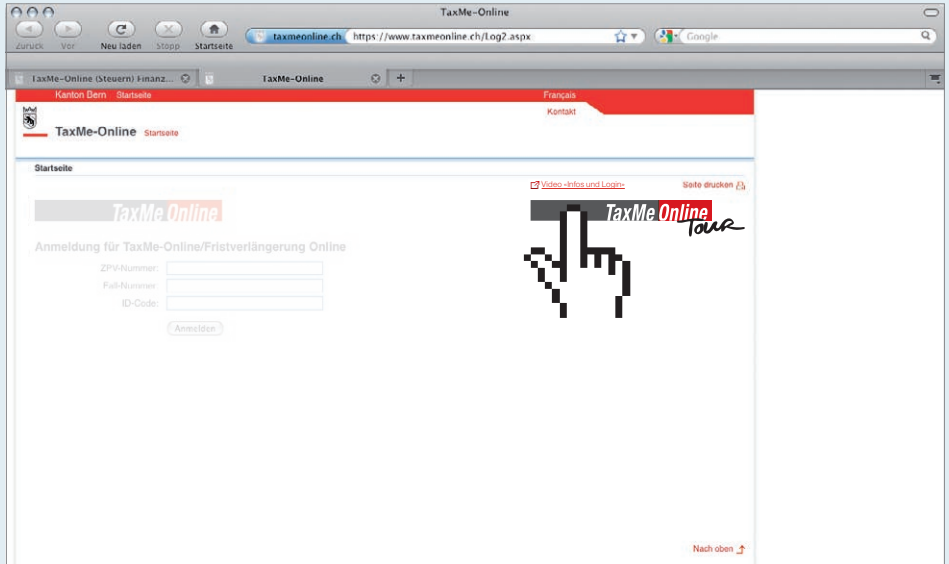 TaxMe-Online
Zurück Vor Neu laden Stopp Startseite
taxmeonline.ch https://www.taxmeonline.ch/Log2.aspx
Google
TaxMe-Online (Steuern) Finanz... TaxMe-Online
Kanton Bern Startseite Français
Kontakt
TaxMe-Online Startseite
Startseite
Video «Infos und Login» Seite drucken
TaxMe Online
TaxMe Online
Tour
Anmeldung für TaxMe-Online/Fristverlängerung Online
ZPV-Nummer:
Fall-Nummer:
ID-Code:
Anmelden
Nach oben